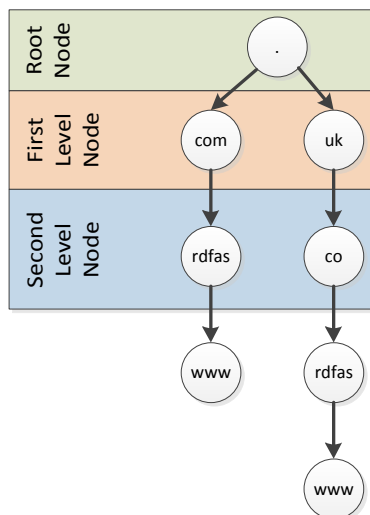 Root
Node
.
First
Level
Node
com
uk
Second
Level
Node
rdfas
co
www
rdfas
www